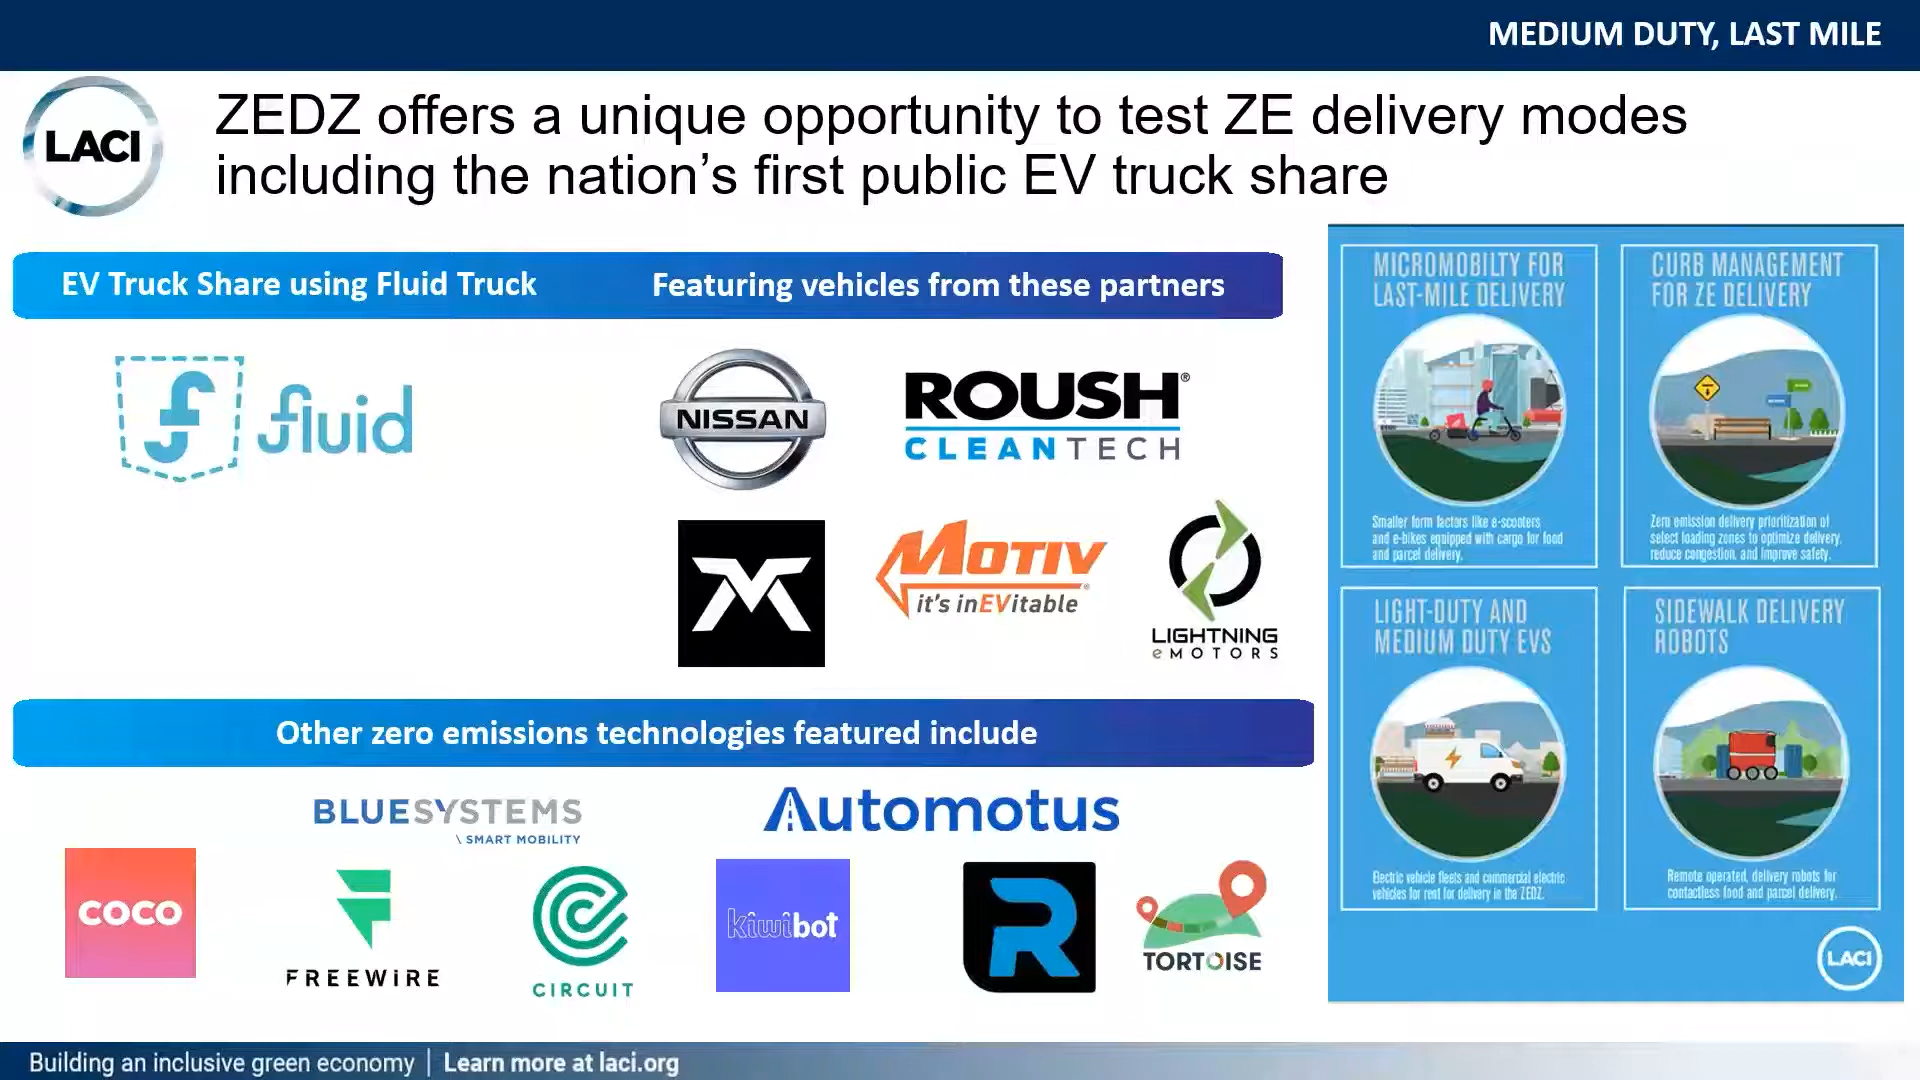 MEDIUM DUTY, LAST MILE
LACI
ZEDZ offers a unique opportunity to test ZE delivery modes
including the nation's first public EV truck share
EV Truck Share using Fluid Truck
Featuring vehicles from these partners
fluid
NISSAN
ROUSH®
CLEANTECH
MOTIV
it's inEVitable
LIGHTNING
eMOTORS
Other zero emissions technologies featured include
BLUESYSTEMS
\ SMART MOBILITY
Automotus
COCO
FREEWiRE
CIRCUIT
kiwibot
R
TORTOISE
MICROMOBILTY FOR
LAST-MILE DELIVERY
Smaller form factors like e-scooters
and e-bikes equipped with cargo for food
and parcel delivery.
CURB MANAGEMENT
FOR ZE DELIVERY
Zero emission delivery prioritization of
select loading zones to optimize delivery,
reduce congestion, and improve safety.
LIGHT-DUTY AND
MEDIUM DUTY EVS
Electric vehicle fleets and commercial electric
vehicles for rent for delivery in the ZEDZ.
SIDEWALK DELIVERY
ROBOTS
Remote operated, delivery robots for
contactless food and parcel delivery.
LACI
Building an inclusive green economy | Learn more at laci.org